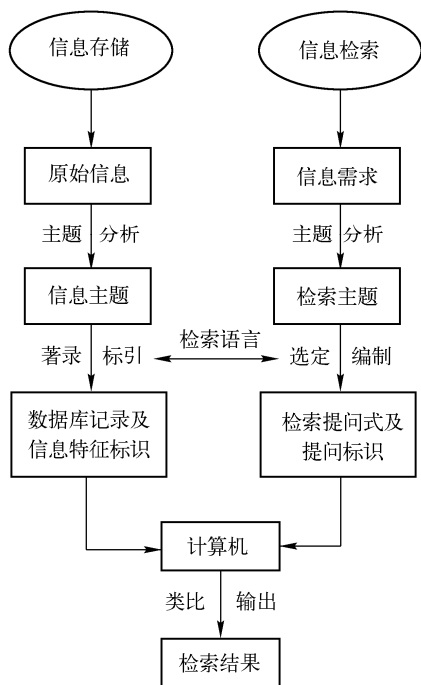 信息存储
信息检索
原始信息
信息需求
主题 分析
主题 分析
信息主题
检索主题
著录 标引
检索语言
选定 编制
数据库记录及
信息特征标识
检索提问式及
提问标识
计算机
类比 输出
检索结果